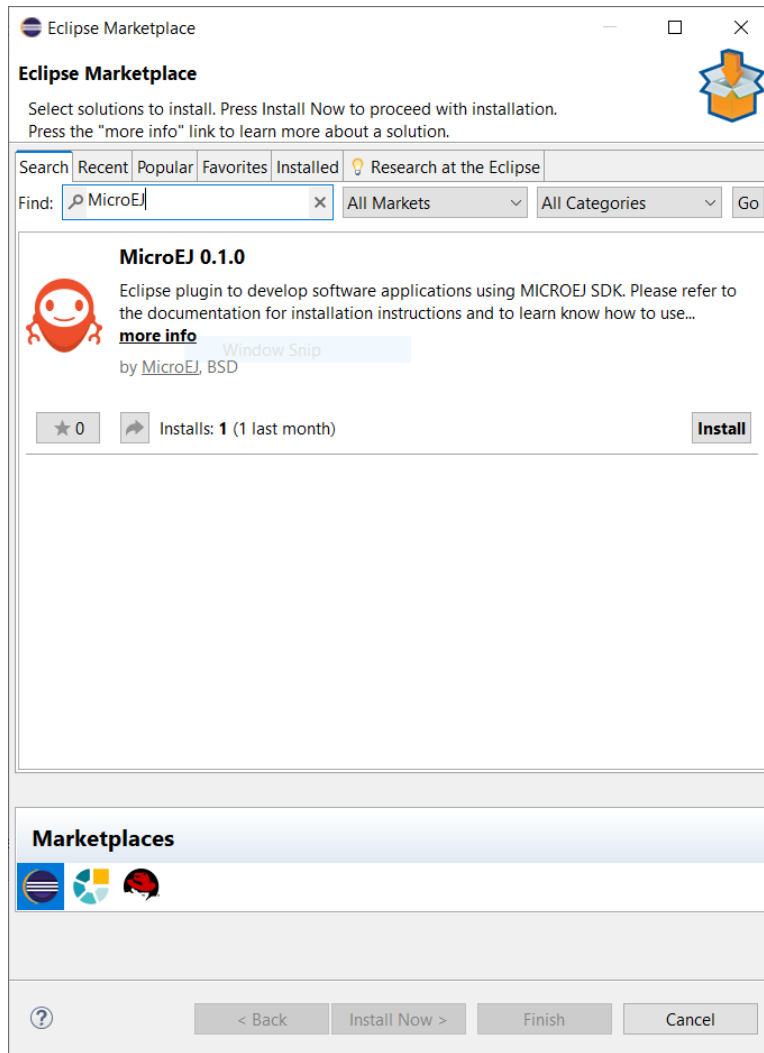 Eclipse Marketplace
Eclipse Marketplace
Select solutions to install. Press Install Now to proceed with installation.
Press the "more info" link to learn more about a solution.
Search Recent Popular Favorites Installed Research at the Eclipse
Find: MicroEJ All Markets All Categories Go
MicroEJ 0.1.0
Eclipse plugin to develop software applications using MICROEJ SDK. Please refer to
the documentation for installation instructions and to learn know how to use...
more info
Window Snip
by MicroEJ, BSD
0 Installs: 1 (1 last month) Install
Marketplaces
? < Back Install Now > Finish Cancel